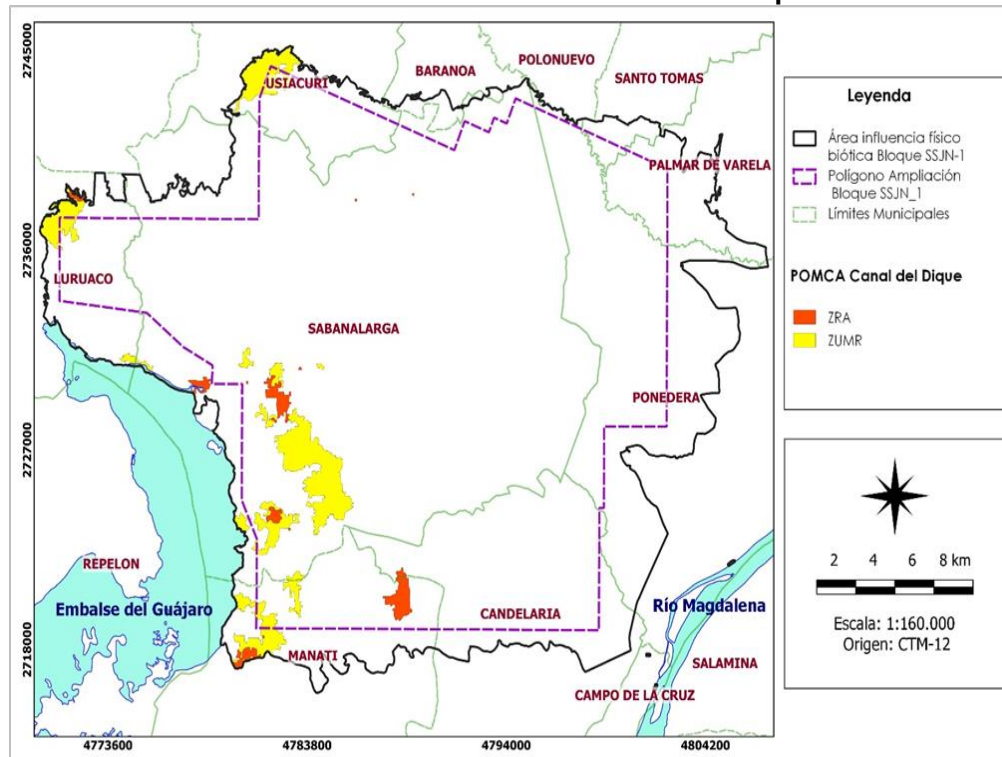 2745000
2736000
2727000
2718000
USIACURI
BARANOA
POLONUEVO
SANTO TOMAS
PALMAR DE VARELA
LURUACO
SABANALARGA
PONEDERA
REPELON
Embalse del Guájaro
CANDELARIA
MANATI
Río Magdalena
SALAMINA
CAMPO DE LA CRUZ
4773600
4783800
4794000
4804200
Leyenda
Área influencia físico
biótica Bloque SSJN-1
Polígono Ampliación
Bloque SSJN_1
Límites Municipales
POMCA Canal del Dique
ZRA
ZUMR
2 4 6 8 km
Escala: 1:160.000
Origen: CTM-12